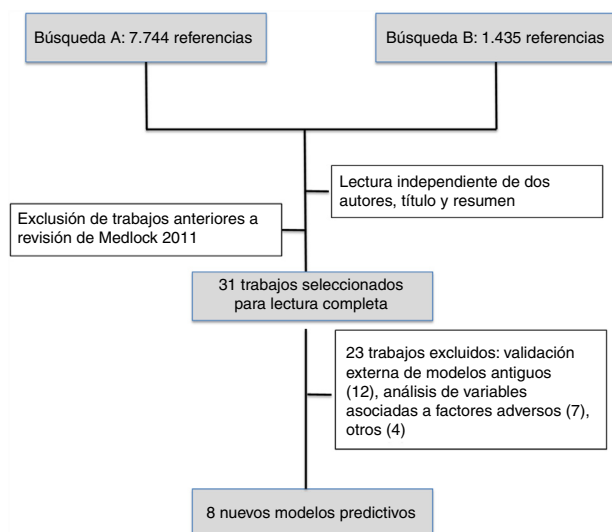 Búsqueda A: 7.744 referencias
Búsqueda B: 1.435 referencias
Lectura independiente de dos
autores, título y resumen
Exclusión de trabajos anteriores a
revisión de Medlock 2011
31 trabajos seleccionados
para lectura completa
23 trabajos excluidos: validación
externa de modelos antiguos
(12), análisis de variables
asociadas a factores adversos (7),
otros (4)
8 nuevos modelos predictivos